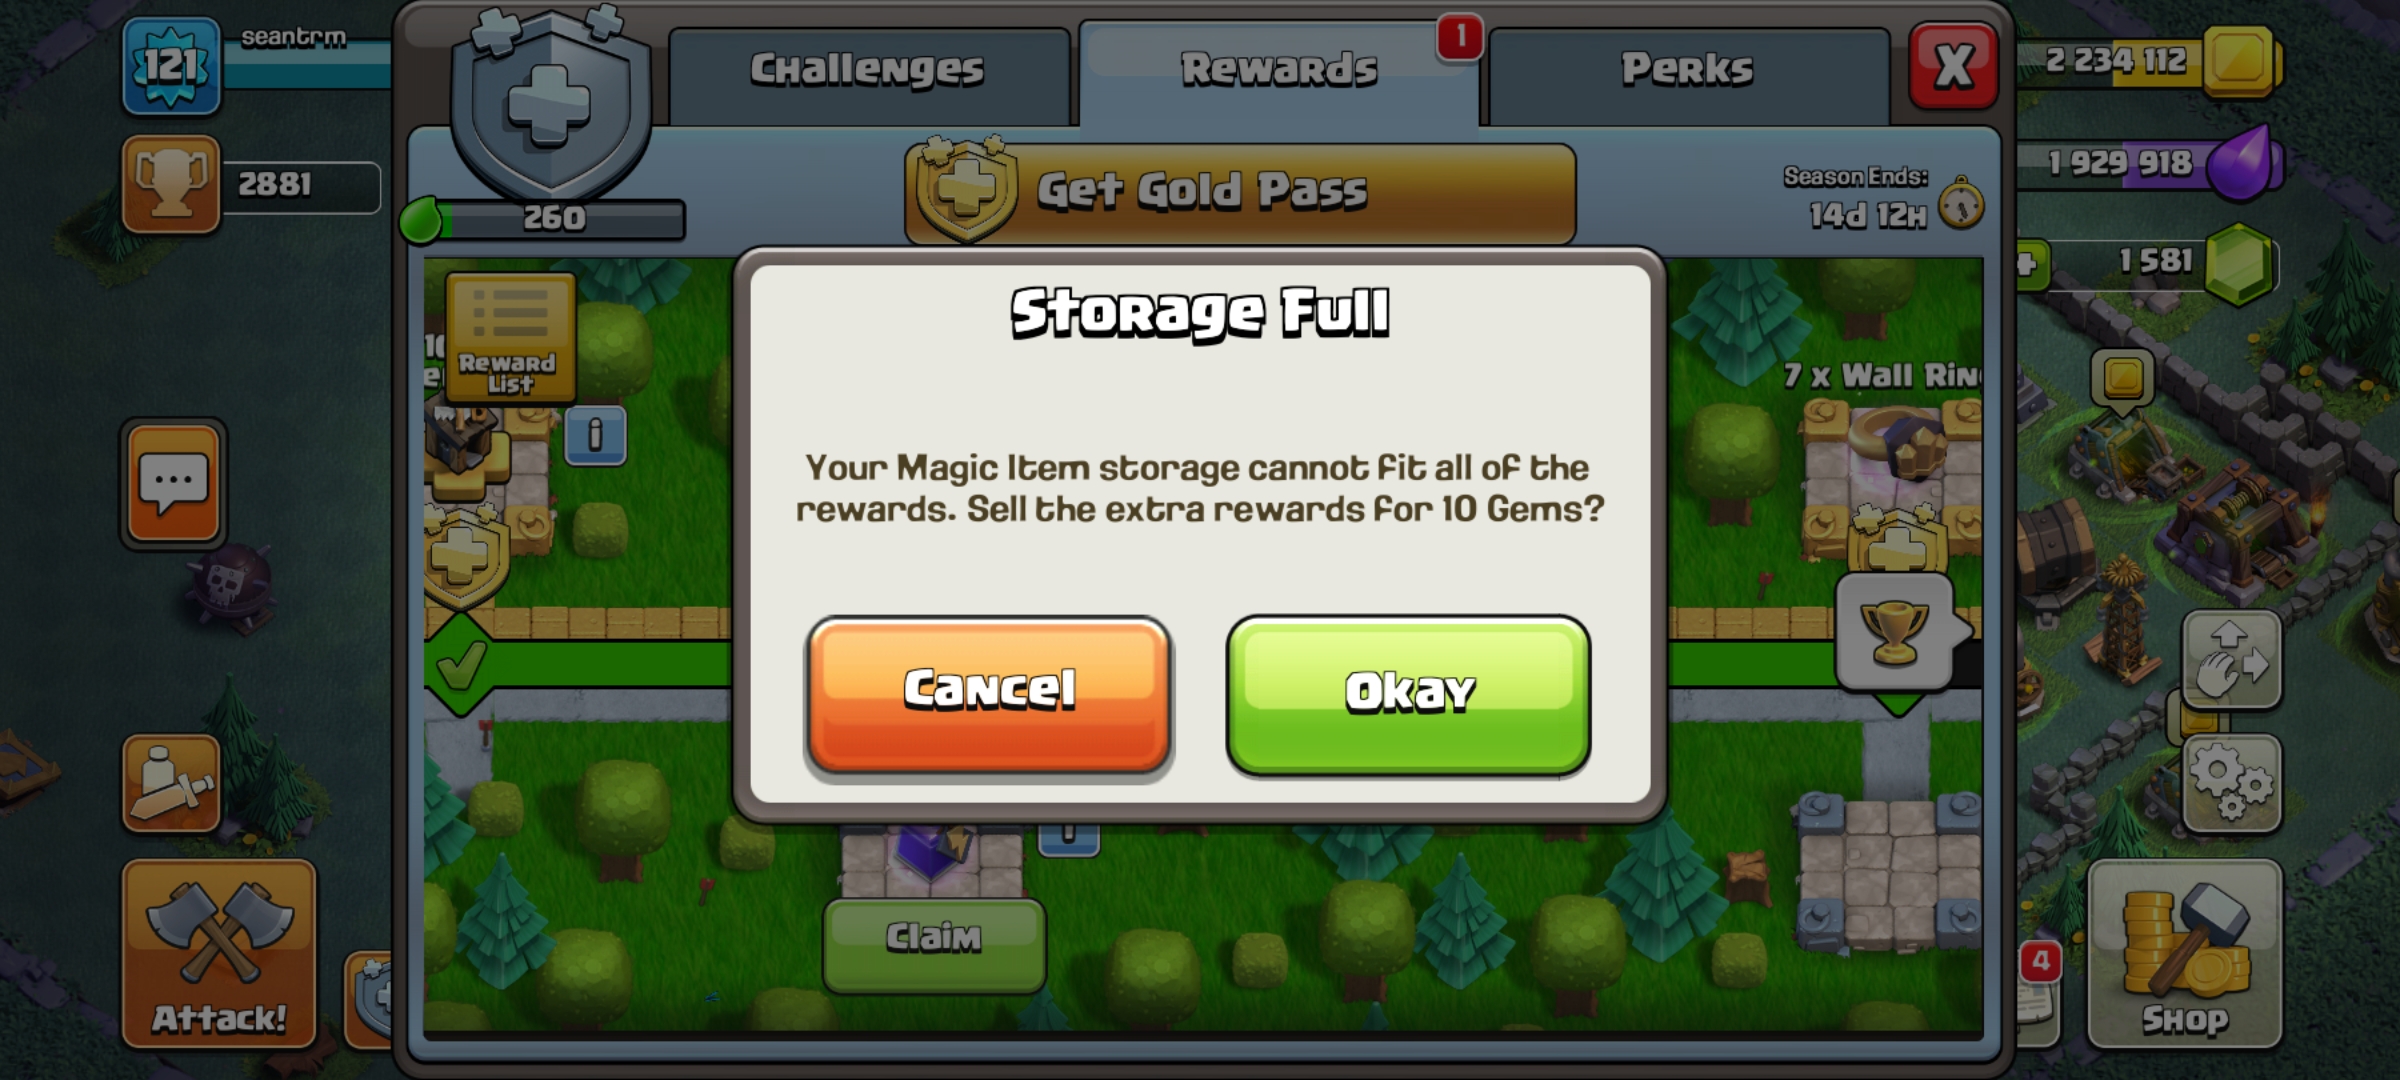 121
seantrm
Challenges
Rewards
1
Perks
X
2 234 112
2881
260
Get Gold Pass
Season Ends:
14d 12h
1 929 918
1 581
Reward
List
i
Storage Full
7 x Wall Rin
Your Magic Item storage cannot fit all of the
rewards. Sell the extra rewards for 10 Gems?
Cancel
Okay
Claim
Attack!
4
Shop